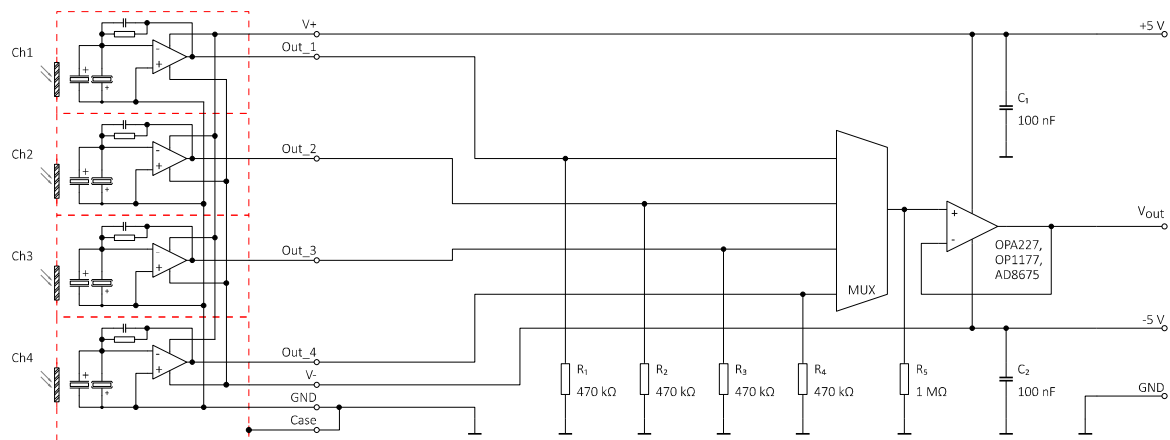 V+
+5 V
Out_1
Ch1
C₁
100 nF
Ch2
Out_2
Ch3
Out_3
MUX
Vout
OPA227,
OP1177,
AD8675
Ch4
Out_4
V-
-5 V
R₁
470 kΩ
R₂
470 kΩ
R₃
470 kΩ
R₄
470 kΩ
R₅
1 MΩ
C₂
100 nF
GND
Case
GND